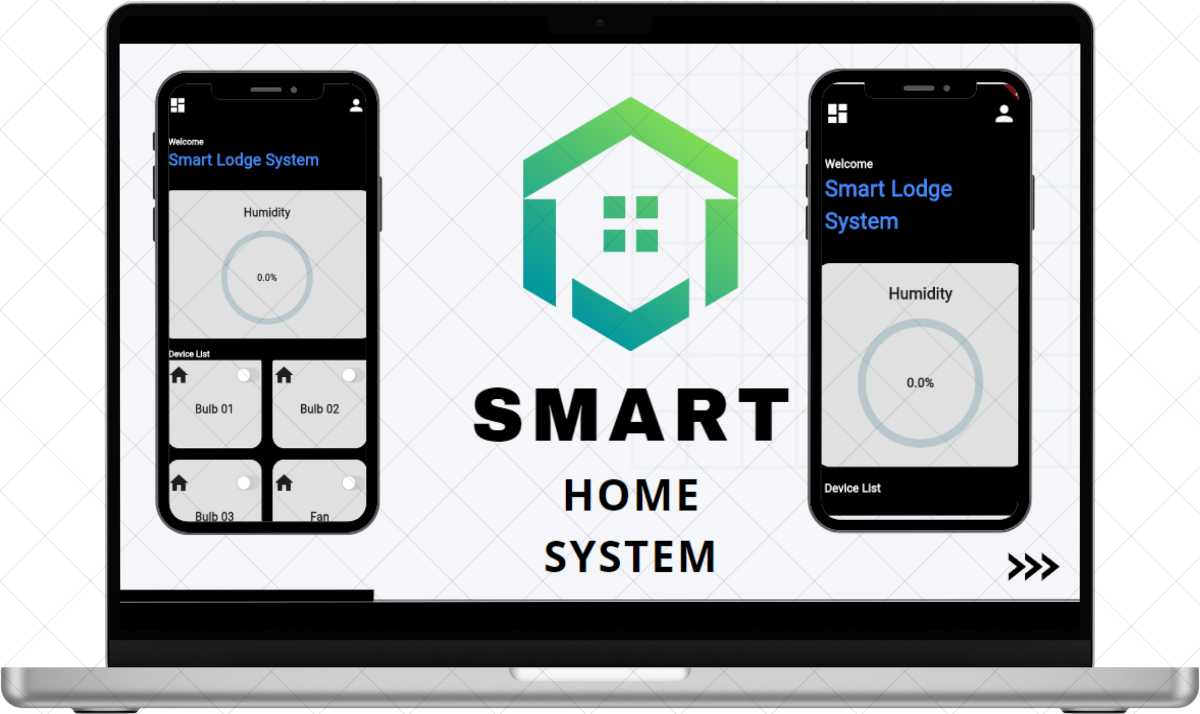 Welcome
Smart Lodge System
Humidity
0.0%
Device List
Bulb 01
Bulb 02
Bulb 03
Fan
SMART
HOME
SYSTEM
Welcome
Smart Lodge
System
Humidity
0.0%
Device List